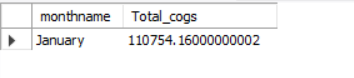 monthname Total_cogs
January 110754.16000000002